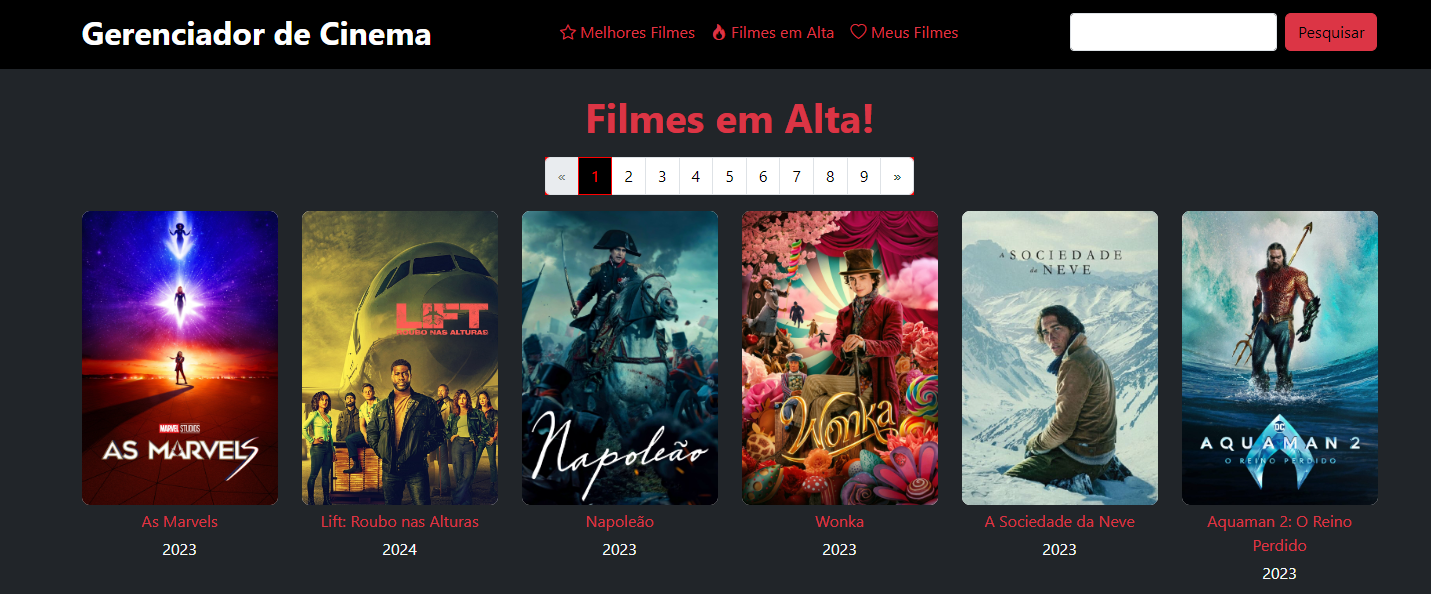 Gerenciador de Cinema
Melhores Filmes Filmes em Alta Meus Filmes
Pesquisar
Filmes em Alta!
« 1 2 3 4 5 6 7 8 9 »
MARVEL STUDIOS
AS MARVELS
LIFT
ROUBO NAS ALTURAS
Napoleão
Wonka
A SOCIEDADE
da NEVE
DC
AQUAMAN 2
O REINO PERDIDO
As Marvels
2023
Lift: Roubo nas Alturas
2024
Napoleão
2023
Wonka
2023
A Sociedade da Neve
2023
Aquaman 2: O Reino
Perdido
2023